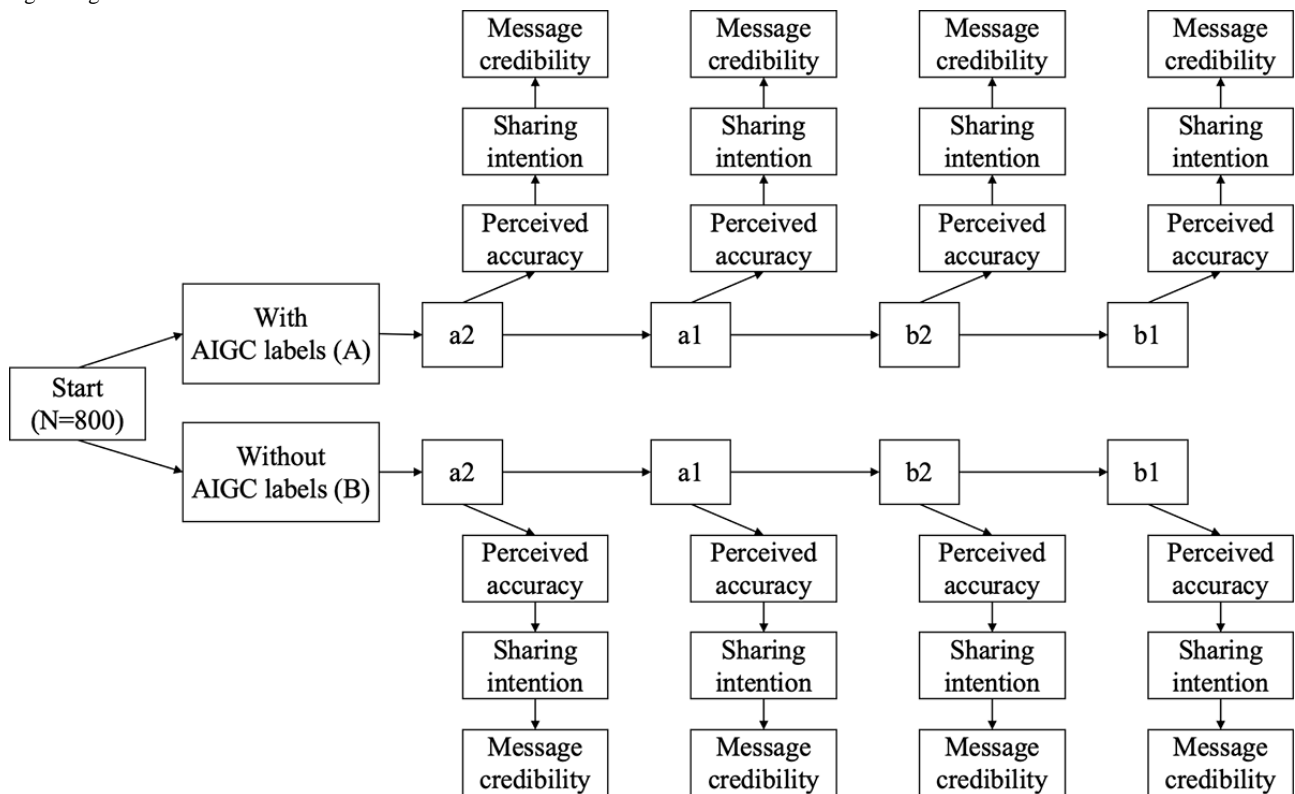 Message
credibility
Message
credibility
Message
credibility
Message
credibility
Sharing
intention
Sharing
intention
Sharing
intention
Sharing
intention
Perceived
accuracy
Perceived
accuracy
Perceived
accuracy
Perceived
accuracy
With
AIGC labels (A)
a2
a1
b2
b1
Start
(N=800)
Without
AIGC labels (B)
a2
a1
b2
b1
Perceived
accuracy
Perceived
accuracy
Perceived
accuracy
Perceived
accuracy
Sharing
intention
Sharing
intention
Sharing
intention
Sharing
intention
Message
credibility
Message
credibility
Message
credibility
Message
credibility